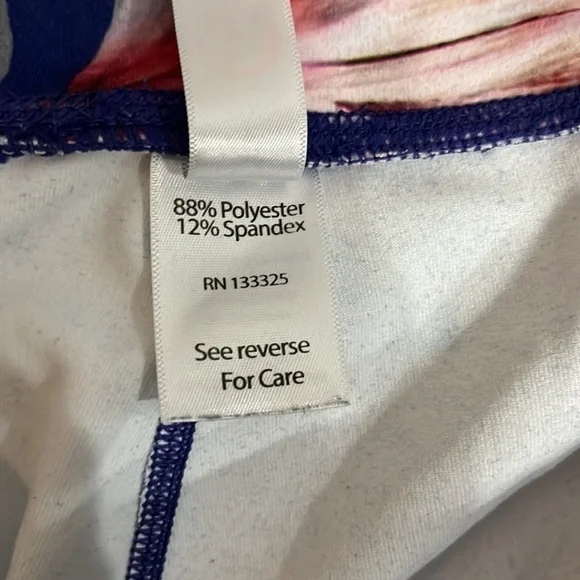 88% Polyester
12% Spandex
RN 133325
See reverse
For Care